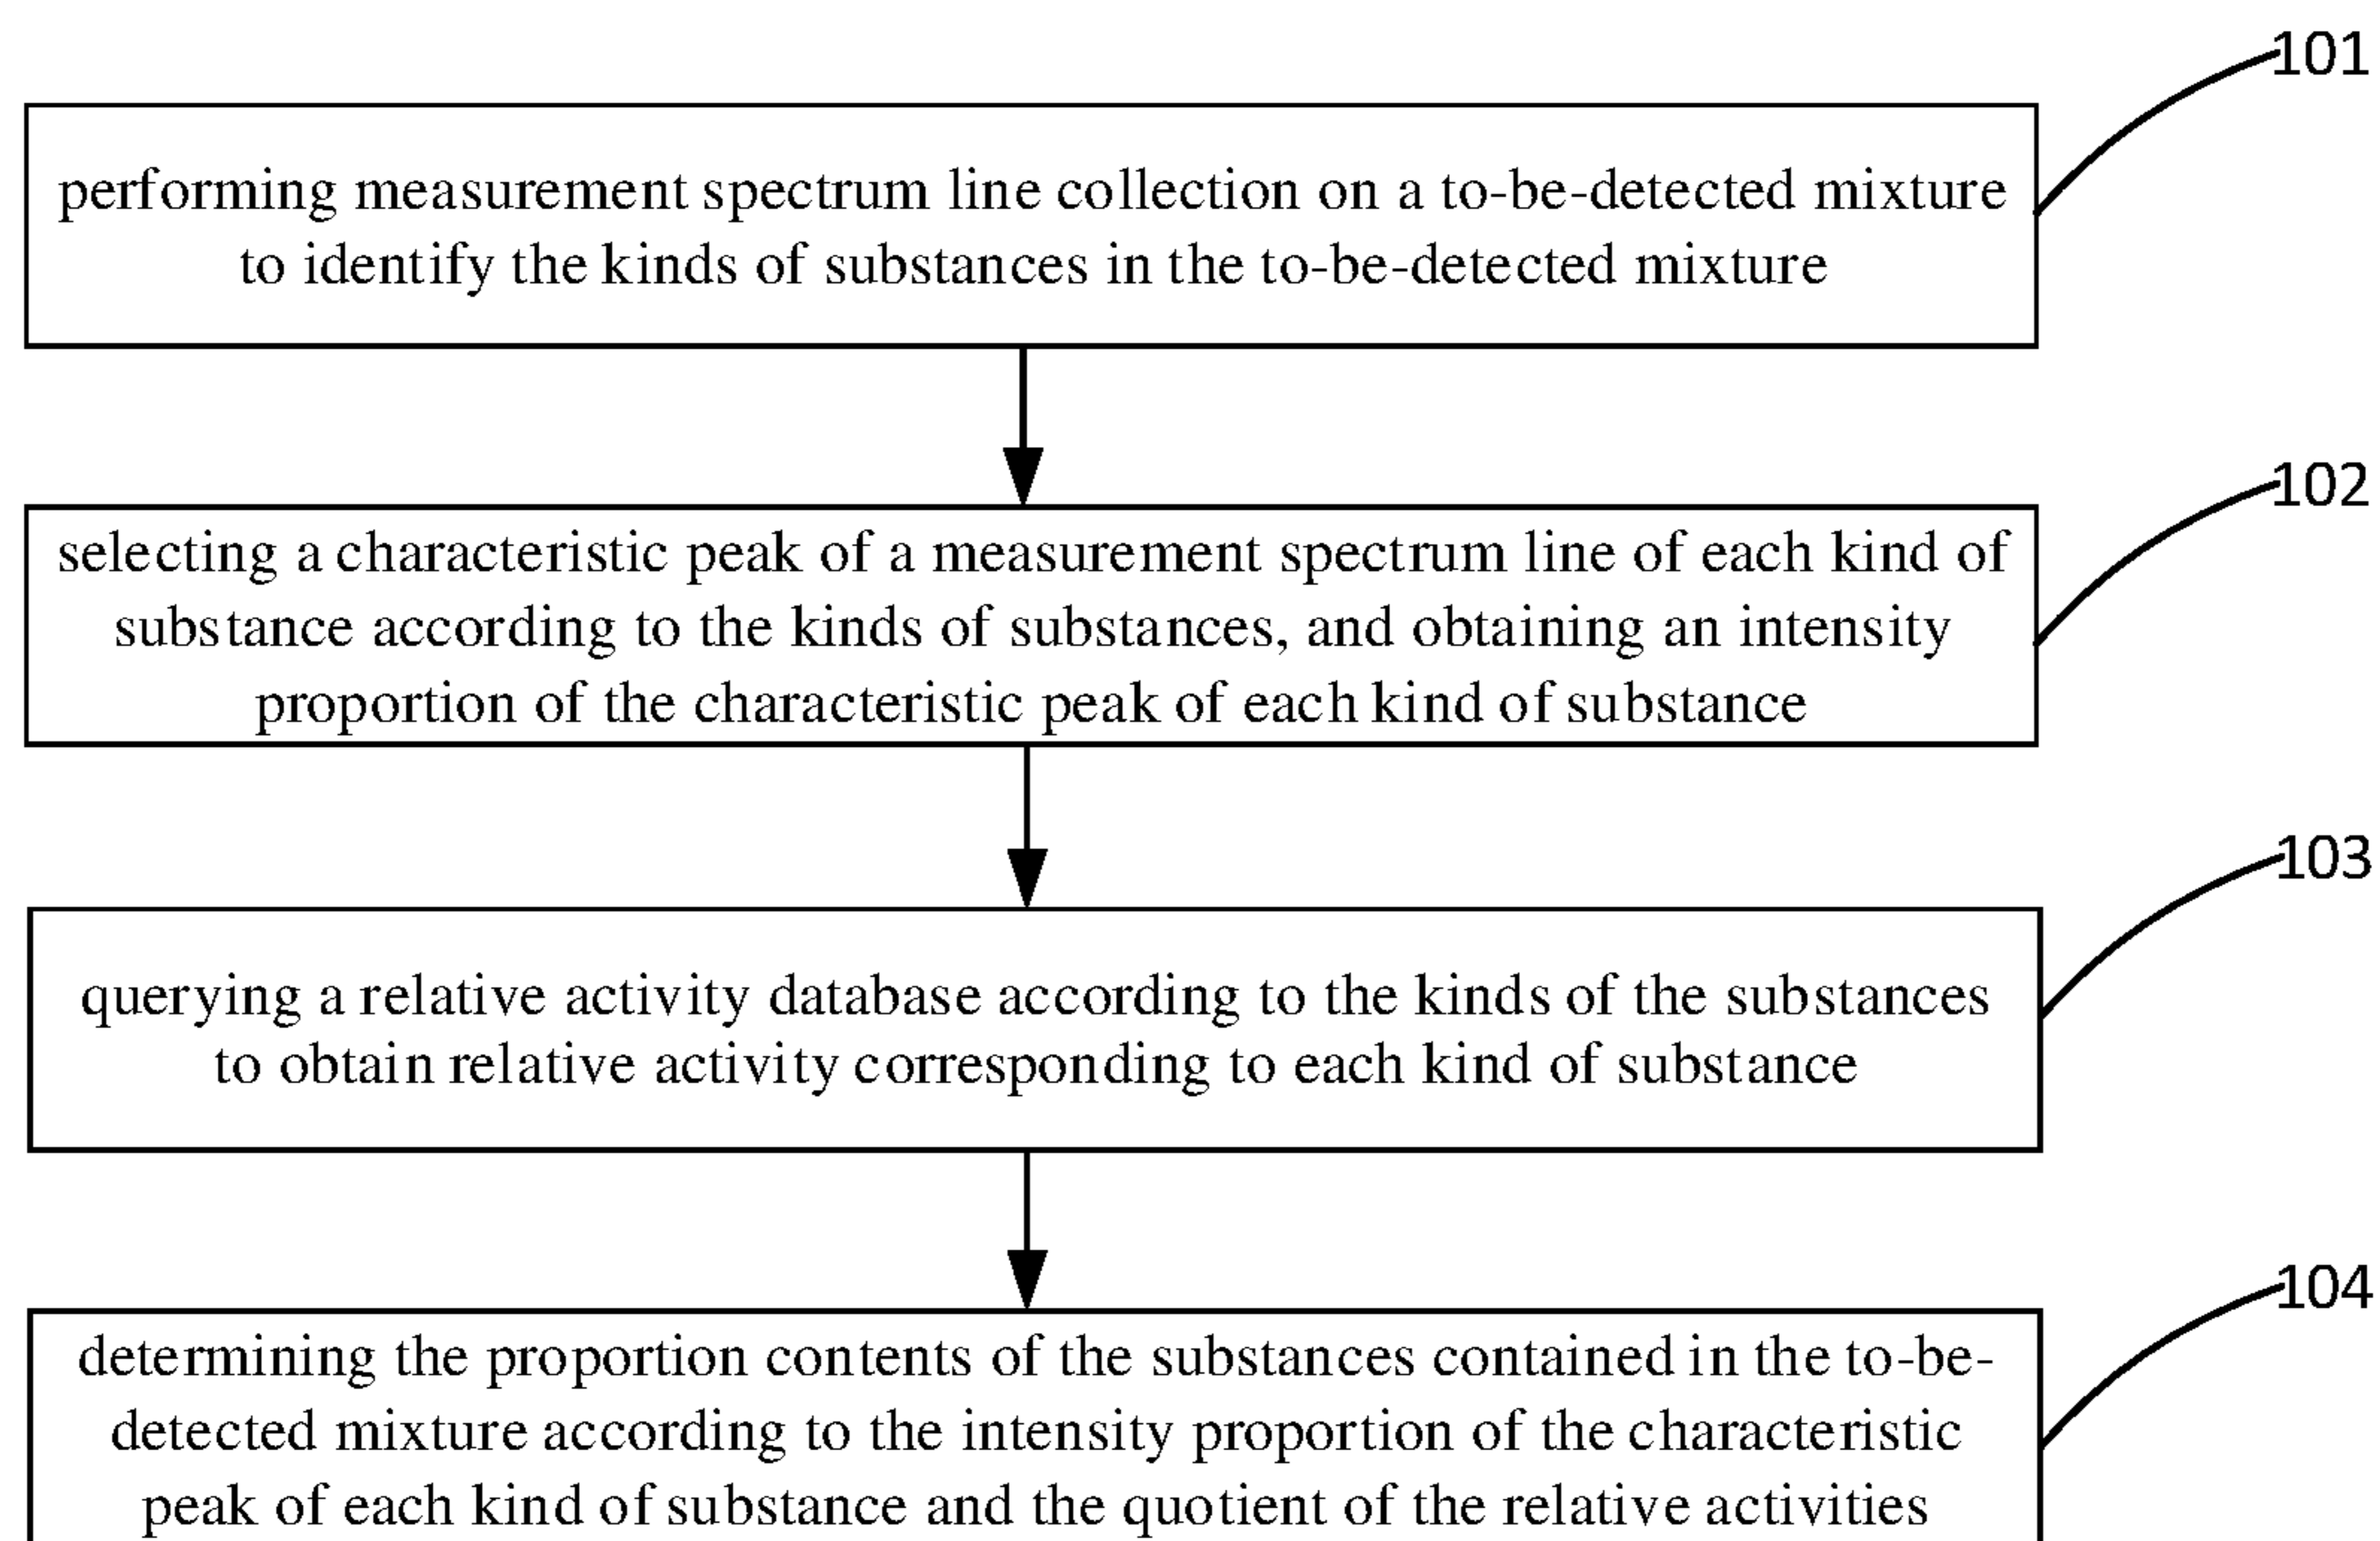 101
performing measurement spectrum line collection on a to-be-detected mixture
to identify the kinds of substances in the to-be-detected mixture
102
selecting a characteristic peak of a measurement spectrum line of each kind of
substance according to the kinds of substances, and obtaining an intensity
proportion of the characteristic peak of each kind of substance
103
querying a relative activity database according to the kinds of the substances
to obtain relative activity corresponding to each kind of substance
104
determining the proportion contents of the substances contained in the to-be-
detected mixture according to the intensity proportion of the characteristic
peak of each kind of substance and the quotient of the relative activities